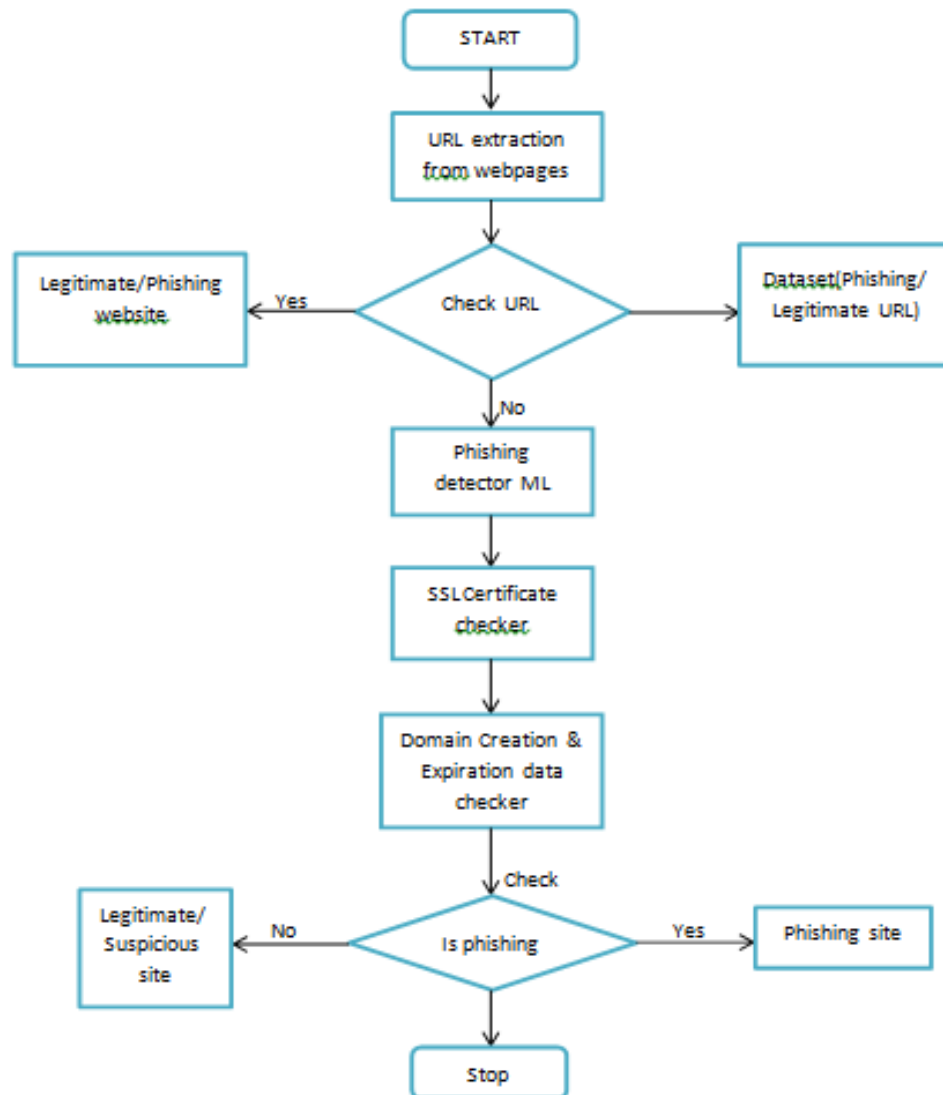 START
URL extraction
from webpages
Legitimate/Phishing
website
Yes
Check URL
Dataset(Phishing/
Legitimate URL)
No
Phishing
detector ML
SSLCertificate
checker
Domain Creation &
Expiration data
checker
Check
Legitimate/
Suspicious
site
No
Is phishing
Yes
Phishing site
Stop